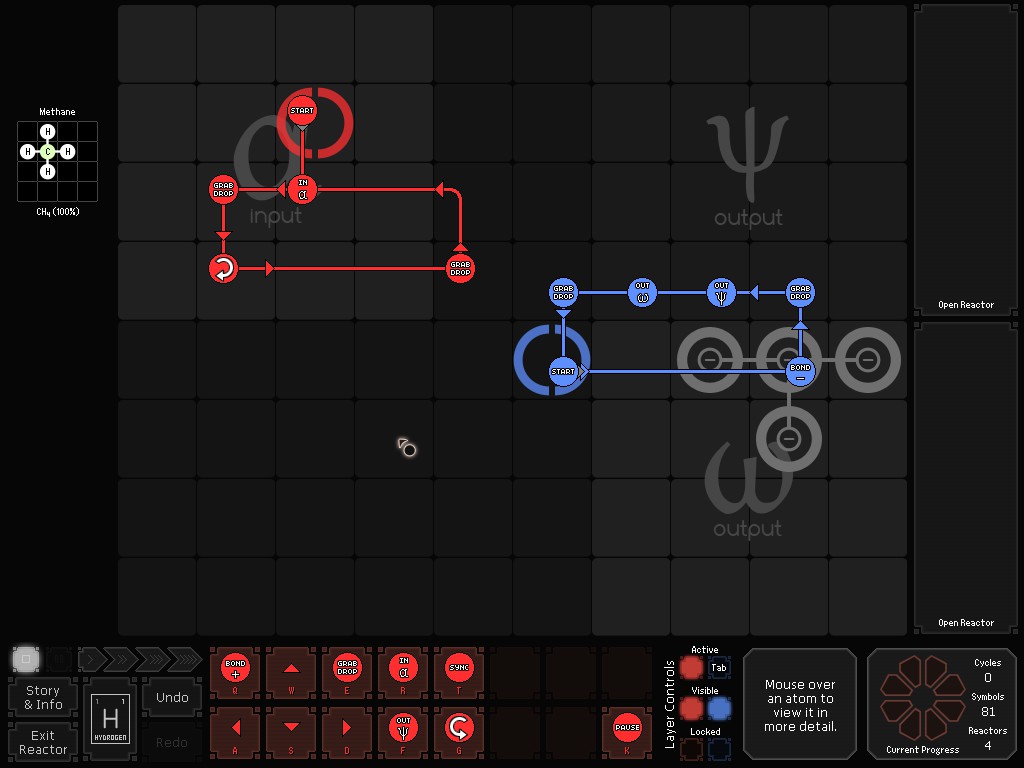 Methane
H
H C H
H
CH₄ (100%)
START
α
GRAB
DROP
IN
α
input
GRAB
DROP
Ψ
output
GRAB
DROP
OUT
ω
OUT
Ψ
GRAB
DROP
START
BOND
–
ω
output
Open Reactor
Open Reactor
Story
& Info
Exit
Reactor
1 1
H
HYDROGEN
Undo
Redo
BOND
+
Q
W
GRAB
DROP
E
IN
α
R
SYNC
T
A
S
D
OUT
Ψ
F
G
PAUSE
K
Layer Controls
Active
Tab
Visible
Locked
Mouse over
an atom to
view it in
more detail.
Cycles
0
Symbols
81
Reactors
4
Current Progress